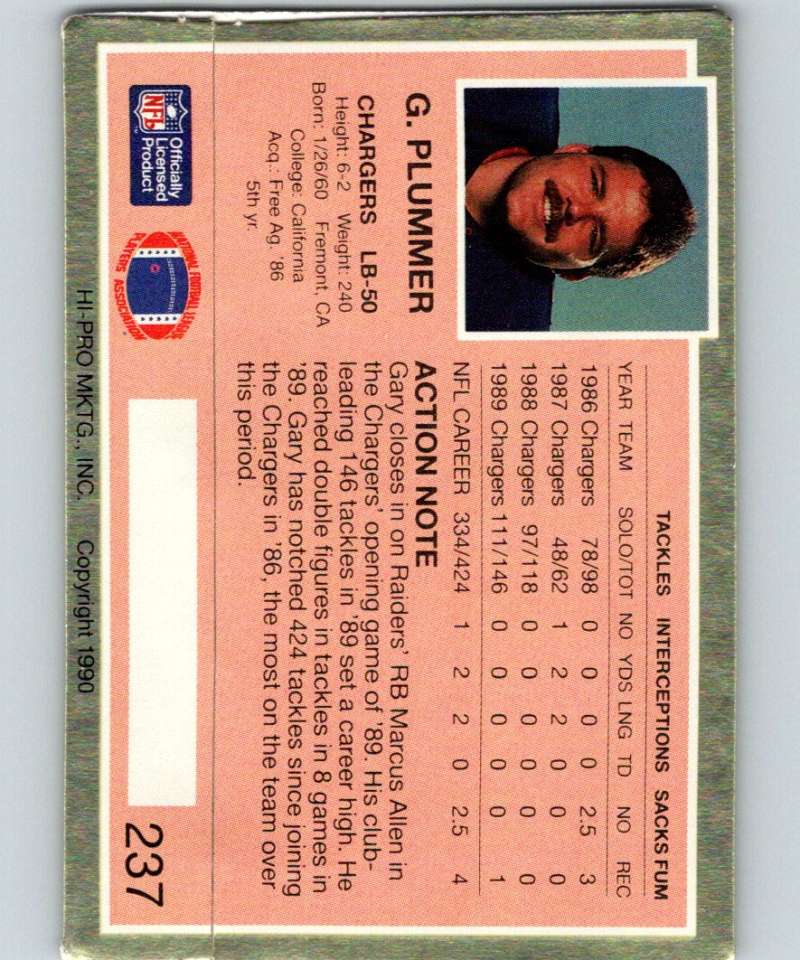 G. PLUMMER
CHARGERS LB-50
Height: 6-2 Weight: 240
Born: 1/26/60 Fremont, CA
College: California
Acq.: Free Ag. '86
5th yr.
TACKLES INTERCEPTIONS SACKS FUM
YEAR TEAM SOLO/TOT NO YDS LNG TD NO REC
1986 Chargers 78/98 0 0 0 0 2.5 3
1987 Chargers 48/62 1 2 2 0 0 0
1988 Chargers 97/118 0 0 0 0 0 0
1989 Chargers 111/146 0 0 0 0 0 1
NFL CAREER 334/424 1 2 2 0 2.5 4
ACTION NOTE
Gary closes in on Raiders' RB Marcus Allen in
the Chargers' opening game of '89. His club-
leading 146 tackles in '89 set a career high. He
reached double figures in tackles in 8 games in
'89. Gary has notched 424 tackles since joining
the Chargers in '86, the most on the team over
this period.
NFL
Officially
Licensed
Product
NATIONAL FOOTBALL LEAGUE
PLAYERS ASSOCIATION
237
HI-PRO MKTG., INC. Copyright 1990